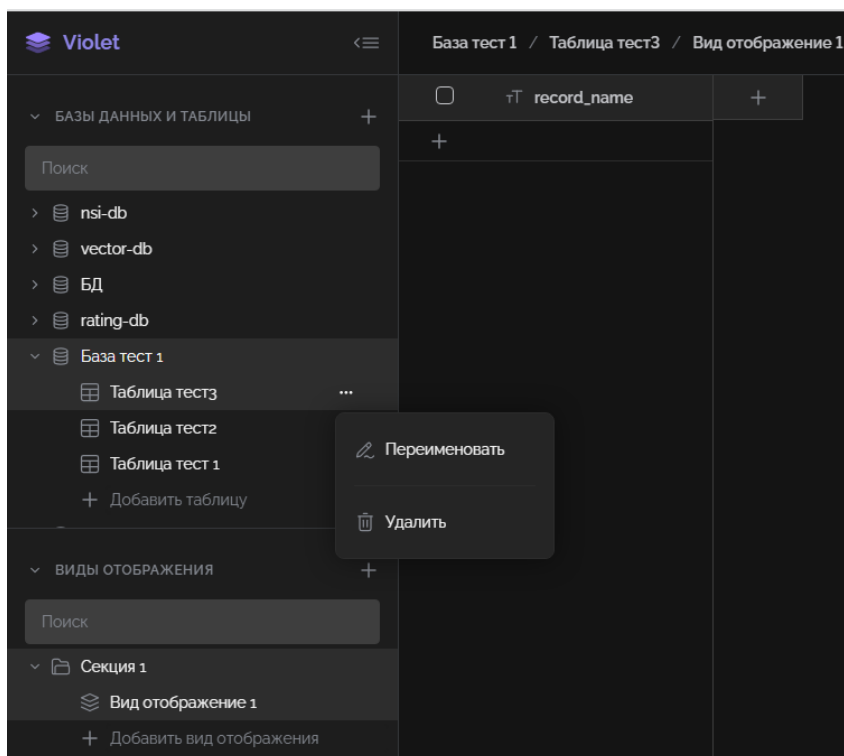 Violet
База тест 1 / Таблица тест3 / Вид отображение 1
БАЗЫ ДАННЫХ И ТАБЛИЦЫ
Поиск
nsi-db
vector-db
БД
rating-db
База тест 1
Таблица тест3
Таблица тест2
Таблица тест 1
Добавить таблицу
ВИДЫ ОТОБРАЖЕНИЯ
Поиск
Секция 1
Вид отображение 1
Добавить вид отображения
тТ record_name
Переименовать
Удалить